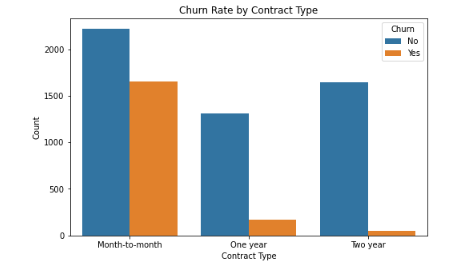 Churn Rate by Contract Type
Churn
No
Yes
2000
1500
1000
500
0
Count
Month-to-month
One year
Two year
Contract Type